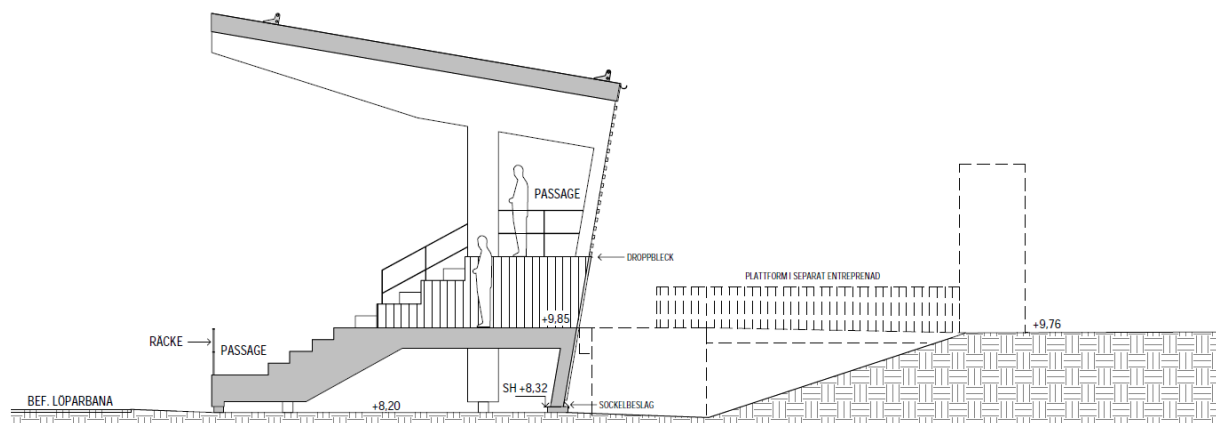 PASSAGE
DROPPBLECK
PLATTFORM I SEPARAT ENTREPRENAD
+9,85
+9,76
RÄCKE
PASSAGE
SH +8,32
BEF. LÖPARBANA
+8,20
SOCKELBESLAG